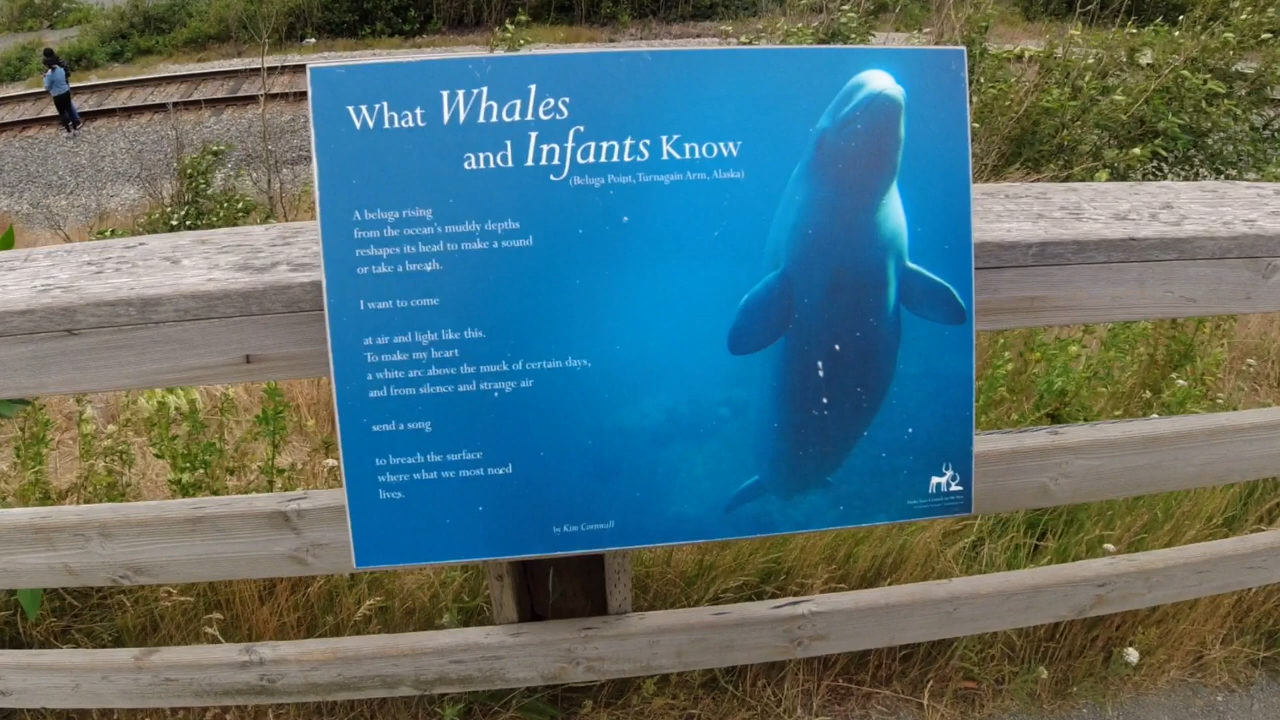 What Whales
and Infants Know
(Beluga Point, Turnagain Arm, Alaska)
A beluga rising
from the ocean's muddy depths
reshapes its head to make a sound
or take a breath.
I want to come
at air and light like this.
To make my heart
a white arc above the muck of certain days,
and from silence and strange air
send a song
to breach the surface
where what we most need
lives.
by Kim Cornwall